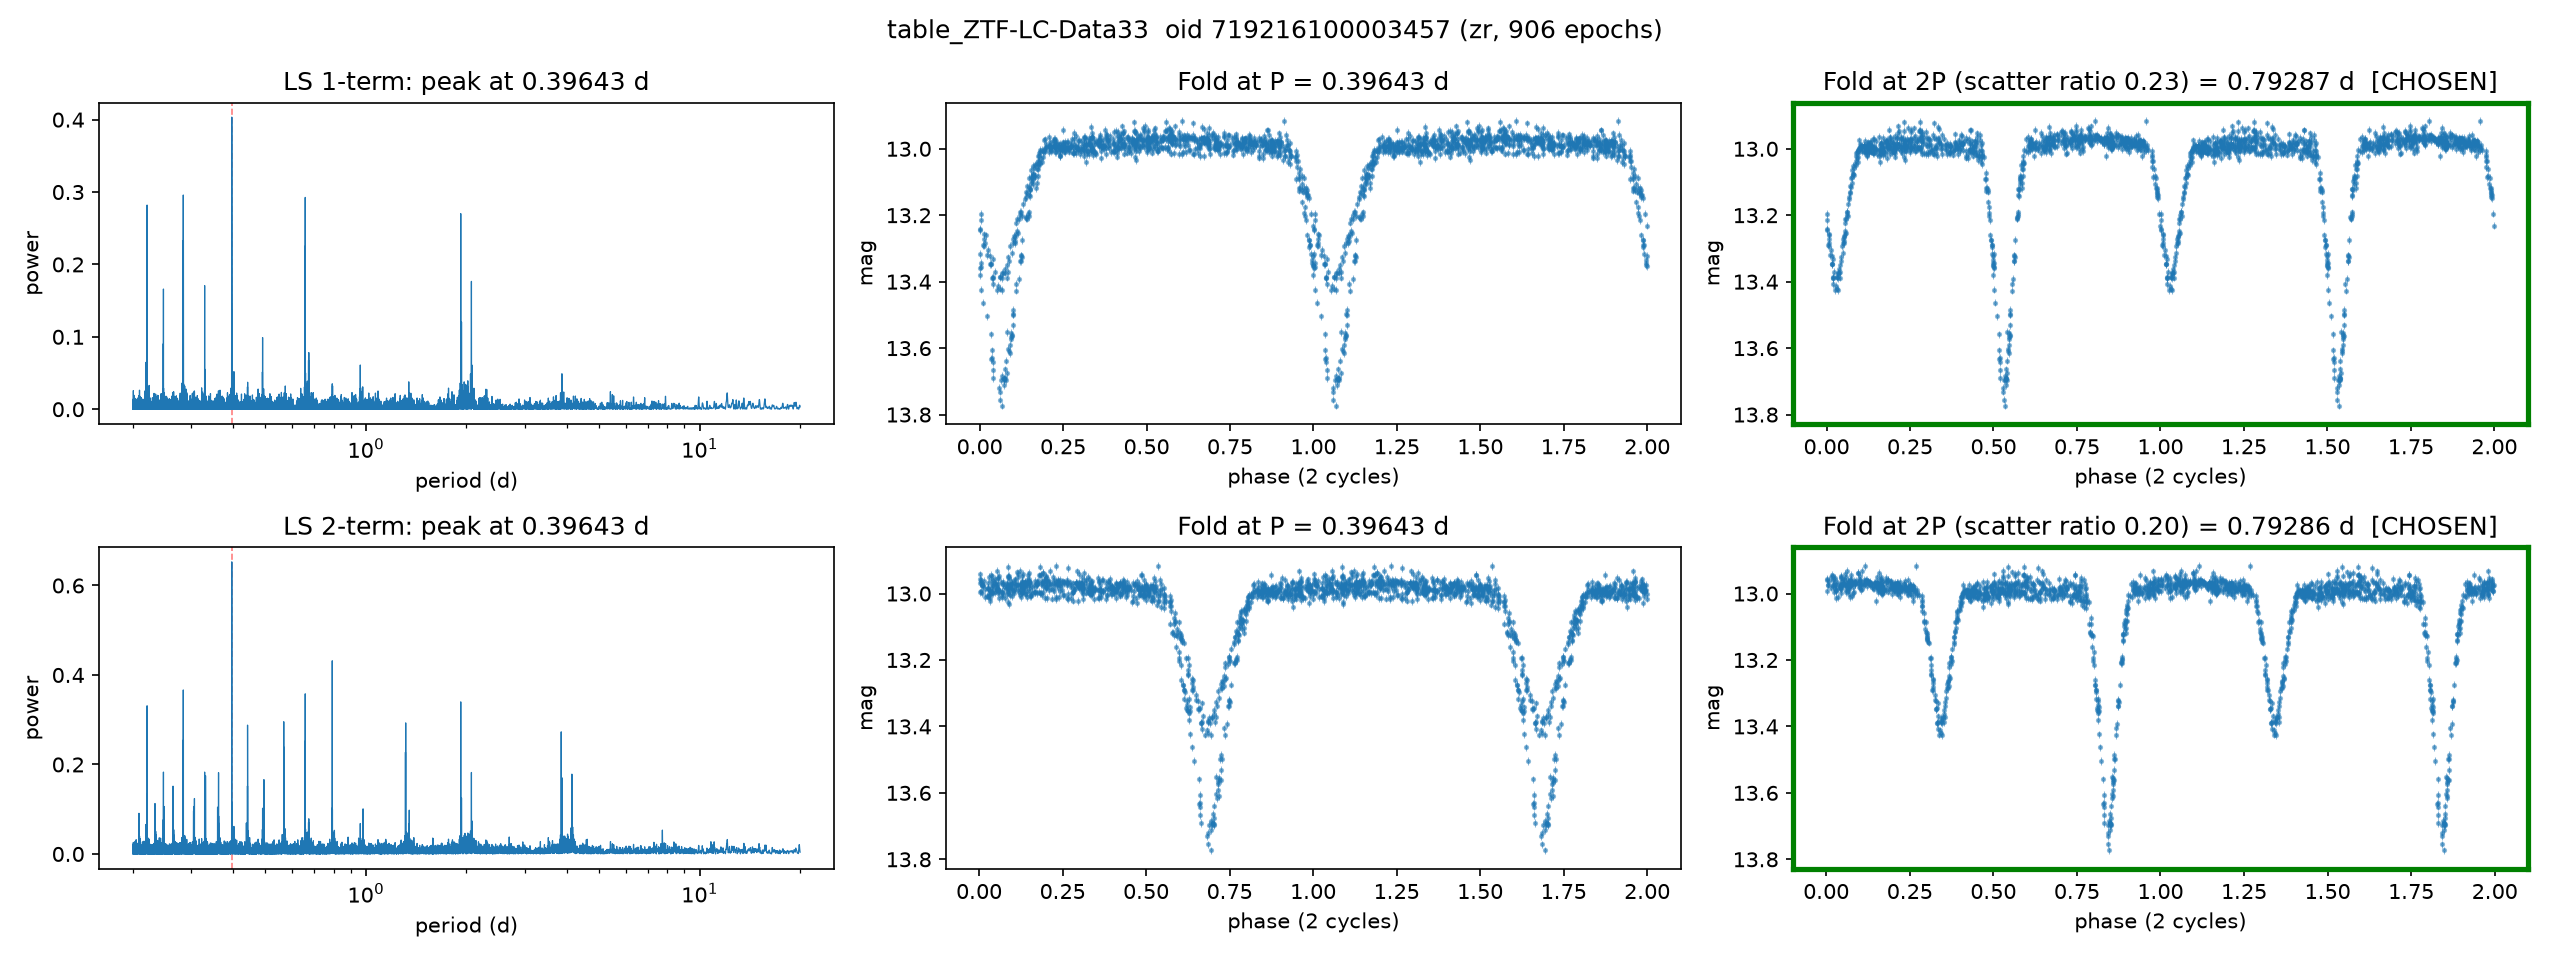 table_ZTF-LC-Data33  oid 719216100003457 (zr, 906 epochs)
LS 1-term: peak at 0.39643 d
power
0.4
0.3
0.2
0.1
0.0
10⁰
10¹
period (d)
Fold at P = 0.39643 d
mag
13.0
13.2
13.4
13.6
13.8
0.00 0.25 0.50 0.75 1.00 1.25 1.50 1.75 2.00
phase (2 cycles)
Fold at 2P (scatter ratio 0.23) = 0.79287 d  [CHOSEN]
mag
13.0
13.2
13.4
13.6
13.8
0.00 0.25 0.50 0.75 1.00 1.25 1.50 1.75 2.00
phase (2 cycles)
LS 2-term: peak at 0.39643 d
power
0.6
0.4
0.2
0.0
10⁰
10¹
period (d)
Fold at P = 0.39643 d
mag
13.0
13.2
13.4
13.6
13.8
0.00 0.25 0.50 0.75 1.00 1.25 1.50 1.75 2.00
phase (2 cycles)
Fold at 2P (scatter ratio 0.20) = 0.79286 d  [CHOSEN]
mag
13.0
13.2
13.4
13.6
13.8
0.00 0.25 0.50 0.75 1.00 1.25 1.50 1.75 2.00
phase (2 cycles)